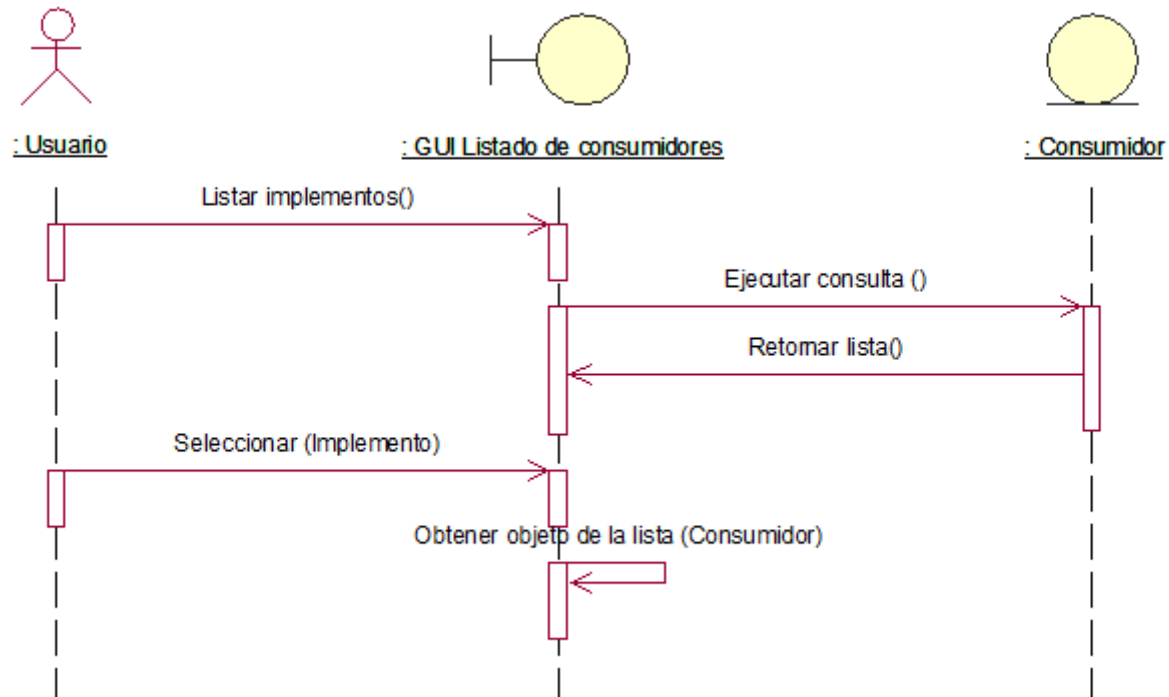 : Usuario
: GUI Listado de consumidores
: Consumidor
Listar implementos()
Ejecutar consulta ()
Retornar lista()
Seleccionar (Implemento)
Obtener objeto de la lista (Consumidor)